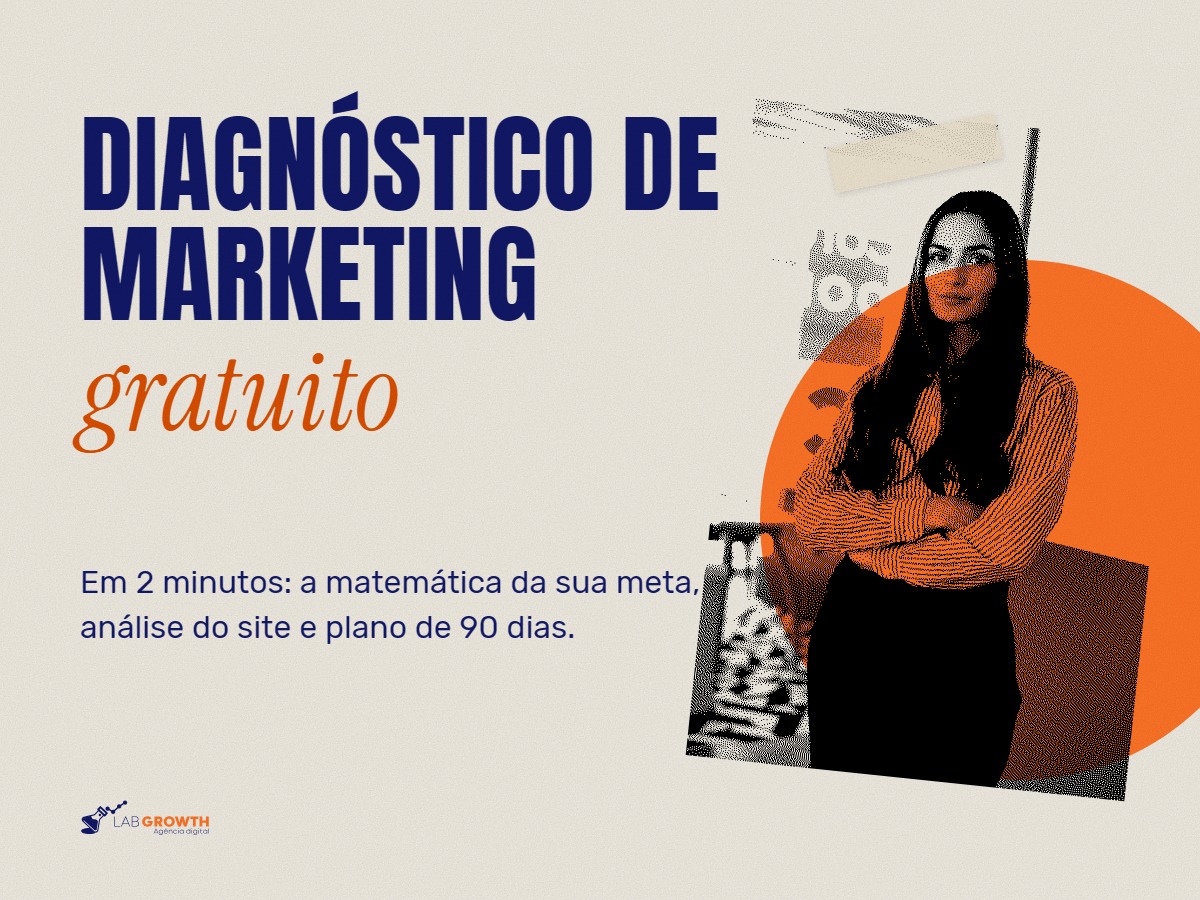 DIAGNÓSTICO DE
MARKETING
gratuito
Em 2 minutos: a matemática da sua meta,
análise do site e plano de 90 dias.
LAB GROWTH
Agência digital